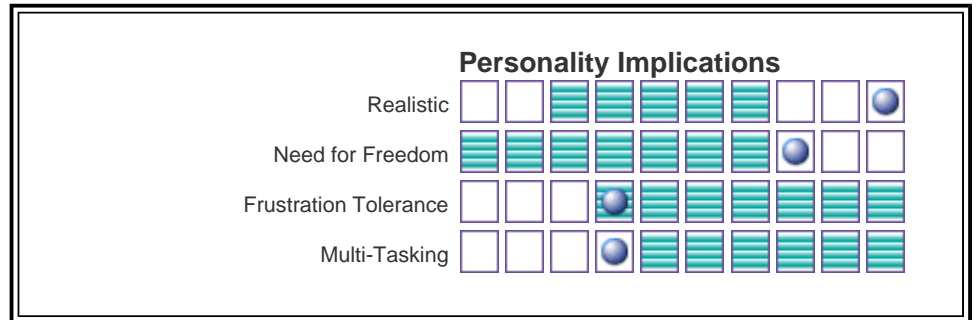 Personality Implications
Realistic
Need for Freedom
Frustration Tolerance
Multi-Tasking